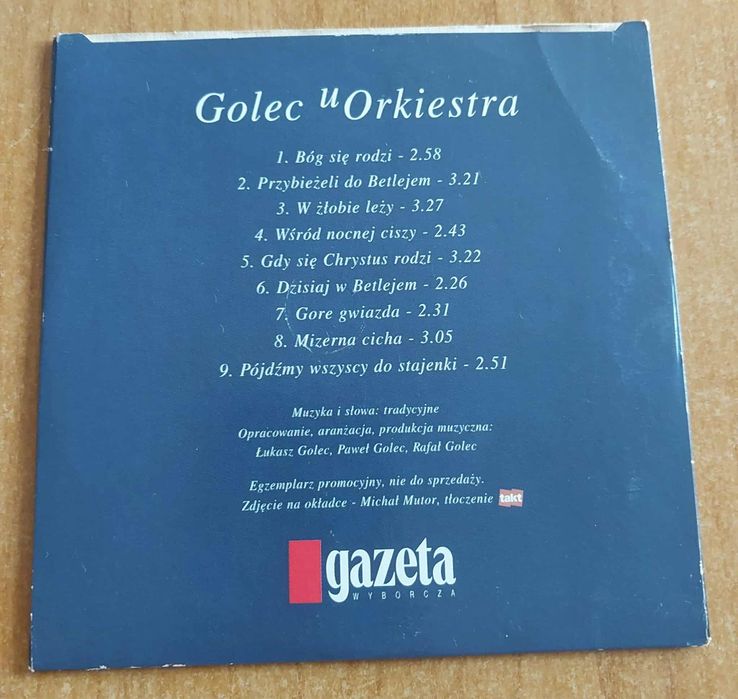 Golec uOrkiestra
1. Bóg się rodzi - 2.58
2. Przybieżeli do Betlejem - 3.21
3. W żłobie leży - 3.27
4. Wśród nocnej ciszy - 2.43
5. Gdy się Chrystus rodzi - 3.22
6. Dzisiaj w Betlejem - 2.26
7. Gore gwiazda - 2.31
8. Mizerna cicha - 3.05
9. Pójdźmy wszyscy do stajenki - 2.51
Muzyka i słowa: tradycyjne
Opracowanie, aranżacja, produkcja muzyczna:
Łukasz Golec, Paweł Golec, Rafał Golec
Egzemplarz promocyjny, nie do sprzedaży.
Zdjęcie na okładce - Michał Mutor, tłoczenie takt
gazeta
WYBORCZA